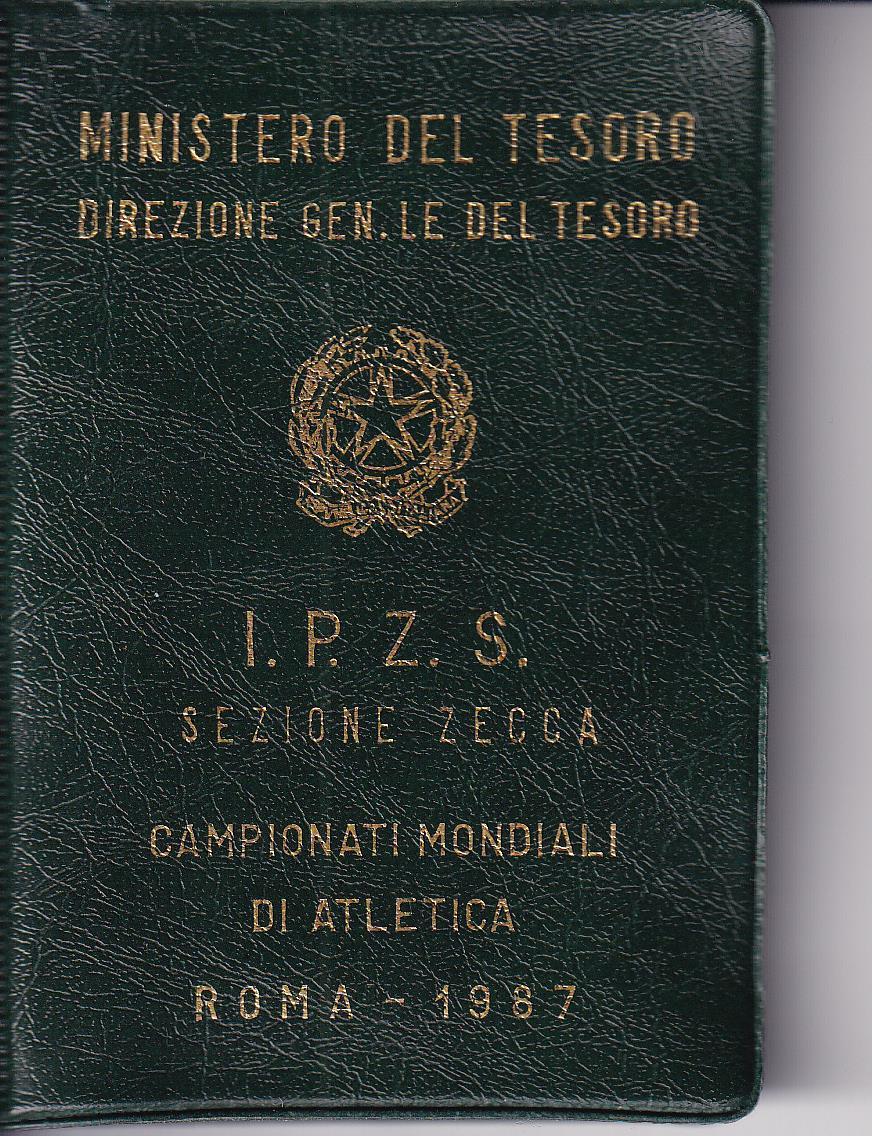 MINISTERO DEL TESORO
DIREZIONE GEN.LE DEL TESORO
I. P. Z. S.
SEZIONE ZECCA
CAMPIONATI MONDIALI
DI ATLETICA
ROMA - 1987